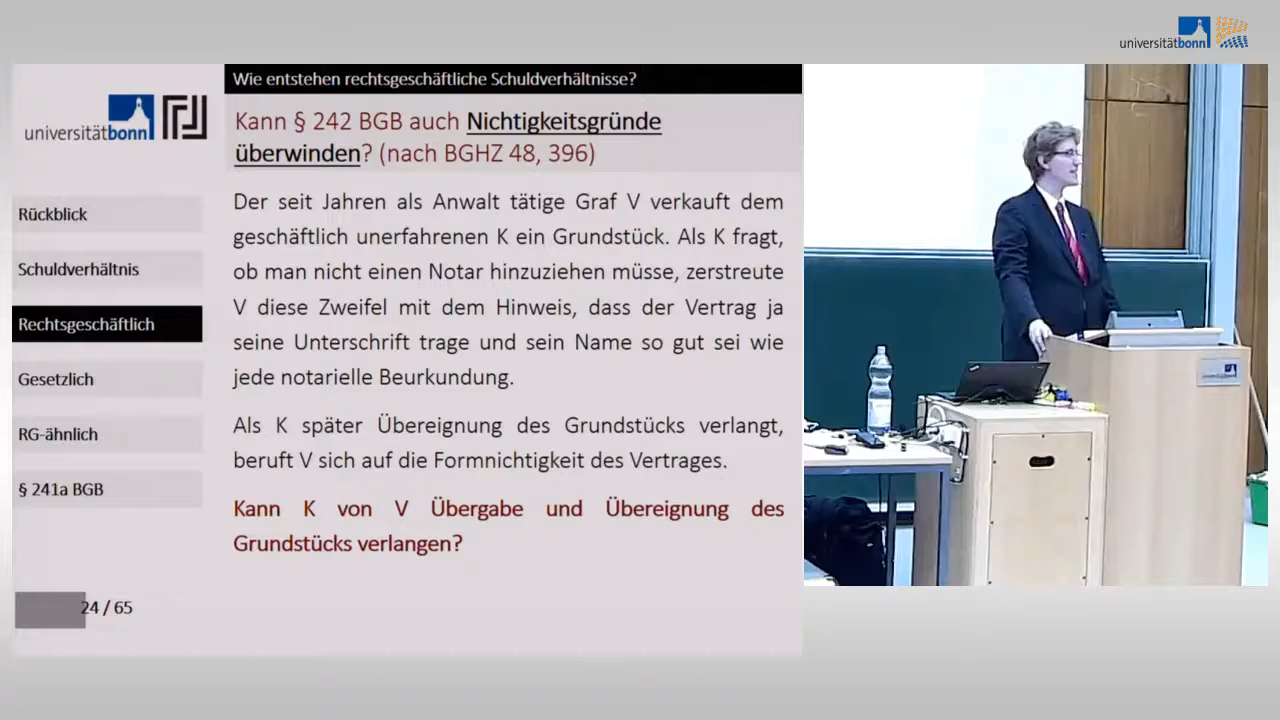 universitätbonn
Wie entstehen rechtsgeschäftliche Schuldverhältnisse?
universitätbonn
Kann § 242 BGB auch Nichtigkeitsgründe
überwinden? (nach BGHZ 48, 396)
Rückblick
Schuldverhältnis
Rechtsgeschäftlich
Gesetzlich
RG-ähnlich
§ 241a BGB
24 / 65
Der seit Jahren als Anwalt tätige Graf V verkauft dem
geschäftlich unerfahrenen K ein Grundstück. Als K fragt,
ob man nicht einen Notar hinzuziehen müsse, zerstreute
V diese Zweifel mit dem Hinweis, dass der Vertrag ja
seine Unterschrift trage und sein Name so gut sei wie
jede notarielle Beurkundung.
Als K später Übereignung des Grundstücks verlangt,
beruft V sich auf die Formnichtigkeit des Vertrages.
Kann K von V Übergabe und Übereignung des
Grundstücks verlangen?